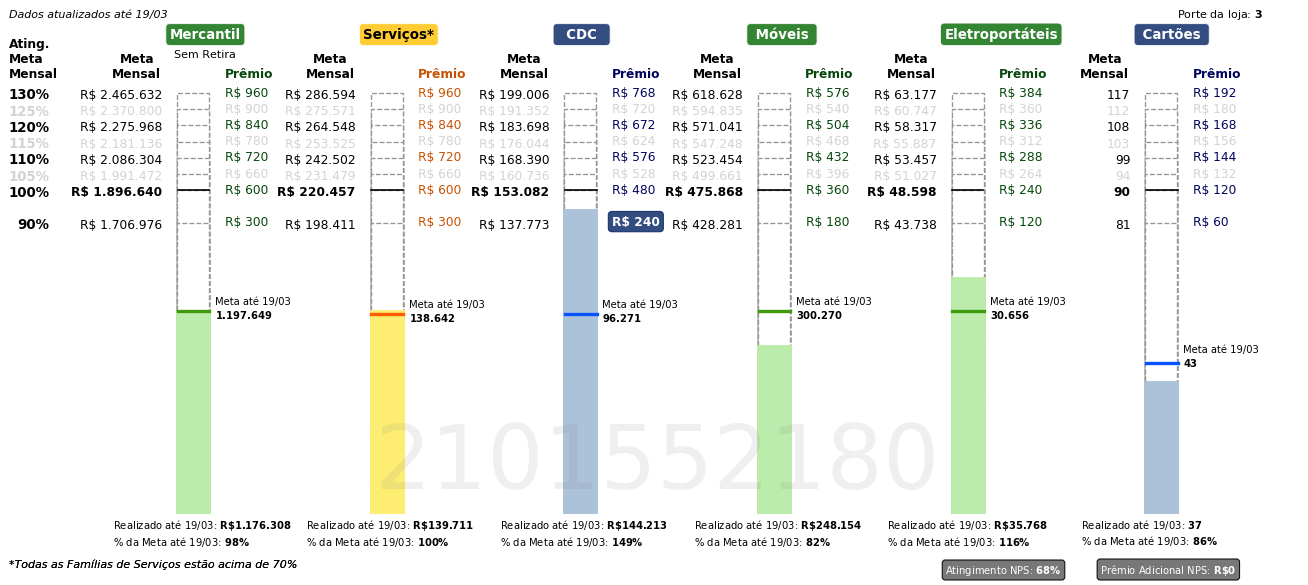 Dados atualizados até 19/03 Porte da loja: 3
Mercantil Serviços* CDC Móveis Eletroportáteis Cartões
Sem Retira
Ating. Meta Mensal Meta Mensal Prêmio Meta Mensal Prêmio Meta Mensal Prêmio Meta Mensal Prêmio Meta Mensal Prêmio Meta Mensal Prêmio
130% R$ 2.465.632 R$ 960 R$ 286.594 R$ 960 R$ 199.006 R$ 768 R$ 618.628 R$ 576 R$ 63.177 R$ 384 117 R$ 192
125% R$ 2.370.800 R$ 900 R$ 275.571 R$ 900 R$ 191.352 R$ 720 R$ 594.835 R$ 540 R$ 60.747 R$ 360 112 R$ 180
120% R$ 2.275.968 R$ 840 R$ 264.548 R$ 840 R$ 183.698 R$ 672 R$ 571.041 R$ 504 R$ 58.317 R$ 336 108 R$ 168
115% R$ 2.181.136 R$ 780 R$ 253.525 R$ 780 R$ 176.044 R$ 624 R$ 547.248 R$ 468 R$ 55.887 R$ 312 103 R$ 156
110% R$ 2.086.304 R$ 720 R$ 242.502 R$ 720 R$ 168.390 R$ 576 R$ 523.454 R$ 432 R$ 53.457 R$ 288 99 R$ 144
105% R$ 1.991.472 R$ 660 R$ 231.479 R$ 660 R$ 160.736 R$ 528 R$ 499.661 R$ 396 R$ 51.027 R$ 264 94 R$ 132
100% R$ 1.896.640 R$ 600 R$ 220.457 R$ 600 R$ 153.082 R$ 480 R$ 475.868 R$ 360 R$ 48.598 R$ 240 90 R$ 120
90% R$ 1.706.976 R$ 300 R$ 198.411 R$ 300 R$ 137.773 R$ 240 R$ 428.281 R$ 180 R$ 43.738 R$ 120 81 R$ 60
Meta até 19/03 Meta até 19/03 Meta até 19/03 Meta até 19/03 Meta até 19/03
1.197.649 138.642 96.271 300.270 30.656
Meta até 19/03
43
2101552180
Realizado até 19/03: R$1.176.308 Realizado até 19/03: R$139.711 Realizado até 19/03: R$144.213 Realizado até 19/03: R$248.154 Realizado até 19/03: R$35.768 Realizado até 19/03: 37
% da Meta até 19/03: 98% % da Meta até 19/03: 100% % da Meta até 19/03: 149% % da Meta até 19/03: 82% % da Meta até 19/03: 116% % da Meta até 19/03: 86%
*Todas as Famílias de Serviços estão acima de 70% Atingimento NPS: 68% Prêmio Adicional NPS: R$0